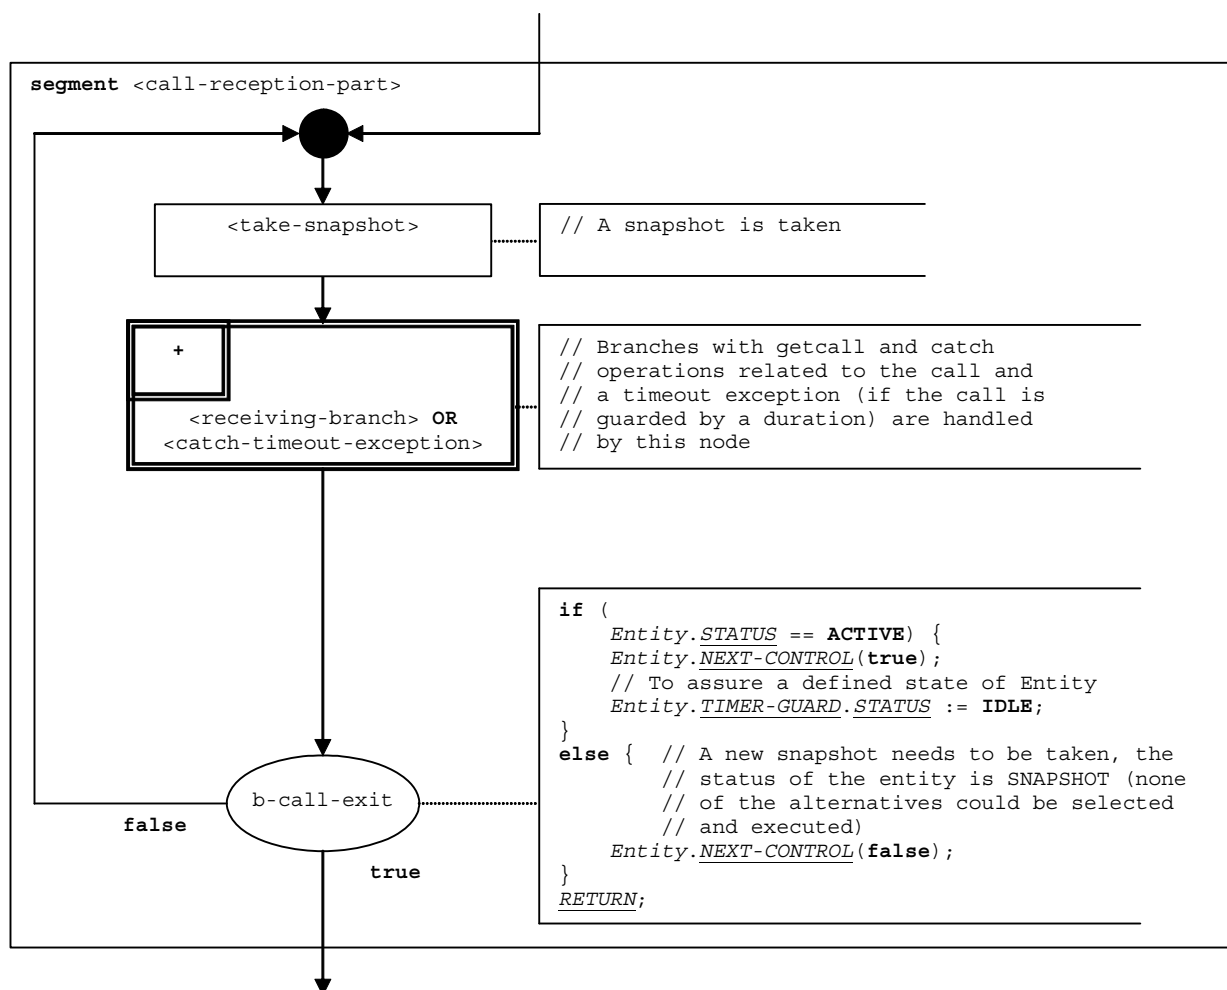 segment <call-reception-part>
<take-snapshot>
// A snapshot is taken
+
<receiving-branch> OR
<catch-timeout-exception>
// Branches with getcall and catch
// operations related to the call and
// a timeout exception (if the call is
// guarded by a duration) are handled
// by this node
if (
Entity.STATUS == ACTIVE) {
Entity.NEXT-CONTROL(true);
// To assure a defined state of Entity
Entity.TIMER-GUARD.STATUS := IDLE;
}
else { // A new snapshot needs to be taken, the
// status of the entity is SNAPSHOT (none
// of the alternatives could be selected
// and executed)
Entity.NEXT-CONTROL(false);
}
RETURN;
b-call-exit
false
true